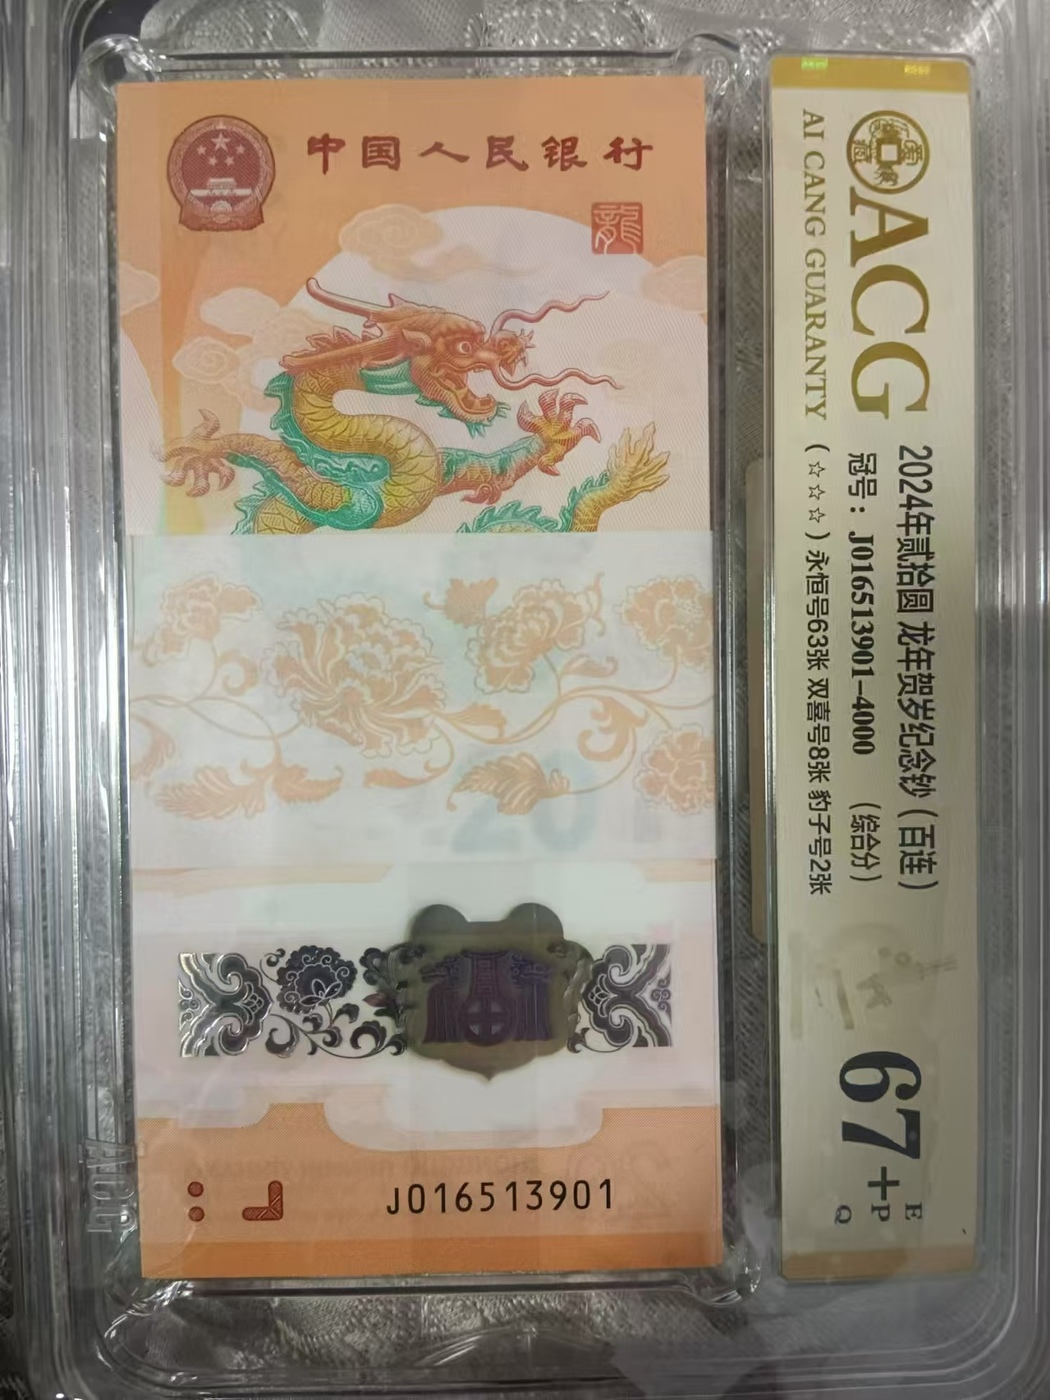 中国人民银行
龍
J016513901
ACG
AI CANG GUARANTY
2024年贰拾圆 龙年贺岁纪念钞（百连）
冠号：J016513901-4000 （综合分）
（☆☆☆）永恒号63张 双喜号8张 豹子号2张
67+
E
P
Q